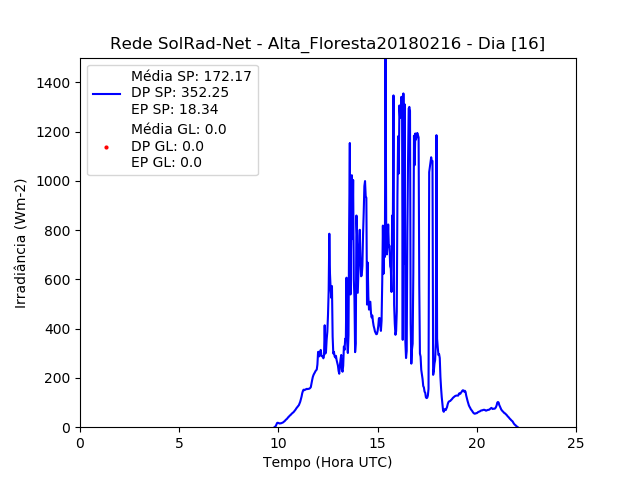 Rede SolRad-Net - Alta_Floresta20180216 - Dia [16]
Média SP: 172.17
DP SP: 352.25
EP SP: 18.34
Média GL: 0.0
DP GL: 0.0
EP GL: 0.0
Irradiância (Wm-2)
1400
1200
1000
800
600
400
200
0
0 5 10 15 20 25
Tempo (Hora UTC)